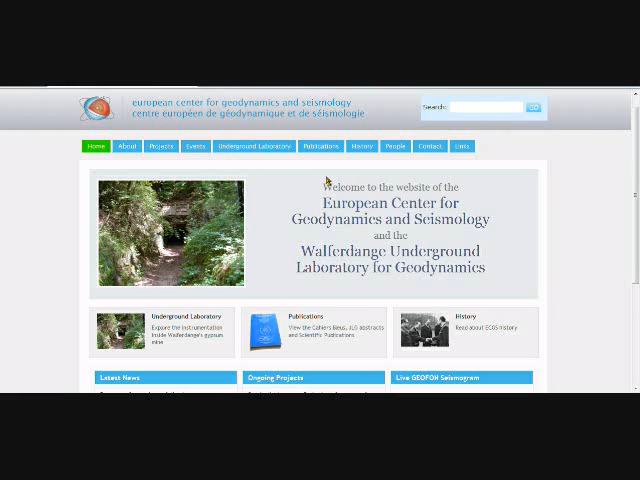 european center for geodynamics and seismology
centre européen de géodynamique et de séismologie
Search:
GO
Home About Projects Events Underground Laboratory Publications History People Contact Links
Welcome to the website of the
European Center for
Geodynamics and Seismology
and the
Walferdange Underground
Laboratory for Geodynamics
Underground Laboratory
Explore the instrumentation
inside Walferdange's gypsum
mine
Publications
View the Cahiers Bleus, JLG abstracts
and Scientific Publications.
History
Read about ECGS history
Latest News
Ongoing Projects
Live GEOFON Seismogram